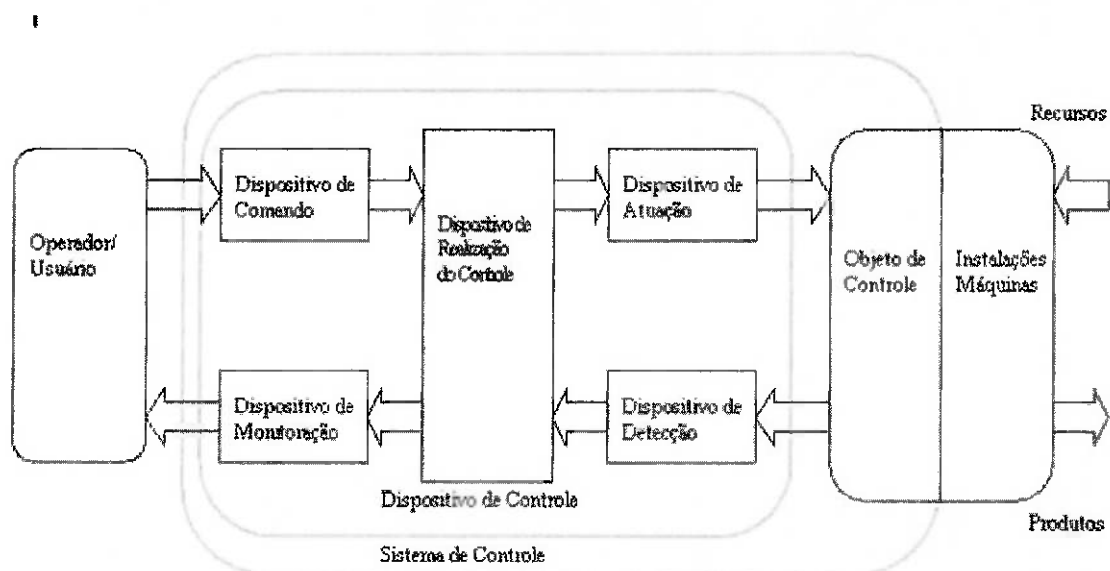 Recursos
Operador/
Usuário
Dispositivo de
Comando
Dispositivo de
Realização
do Controle
Dispositivo de
Atuação
Objeto de
Controle
Instalações
Máquinas
Dispositivo de
Monitoração
Dispositivo de
Detecção
Dispositivo de Controle
Produtos
Sistema de Controle